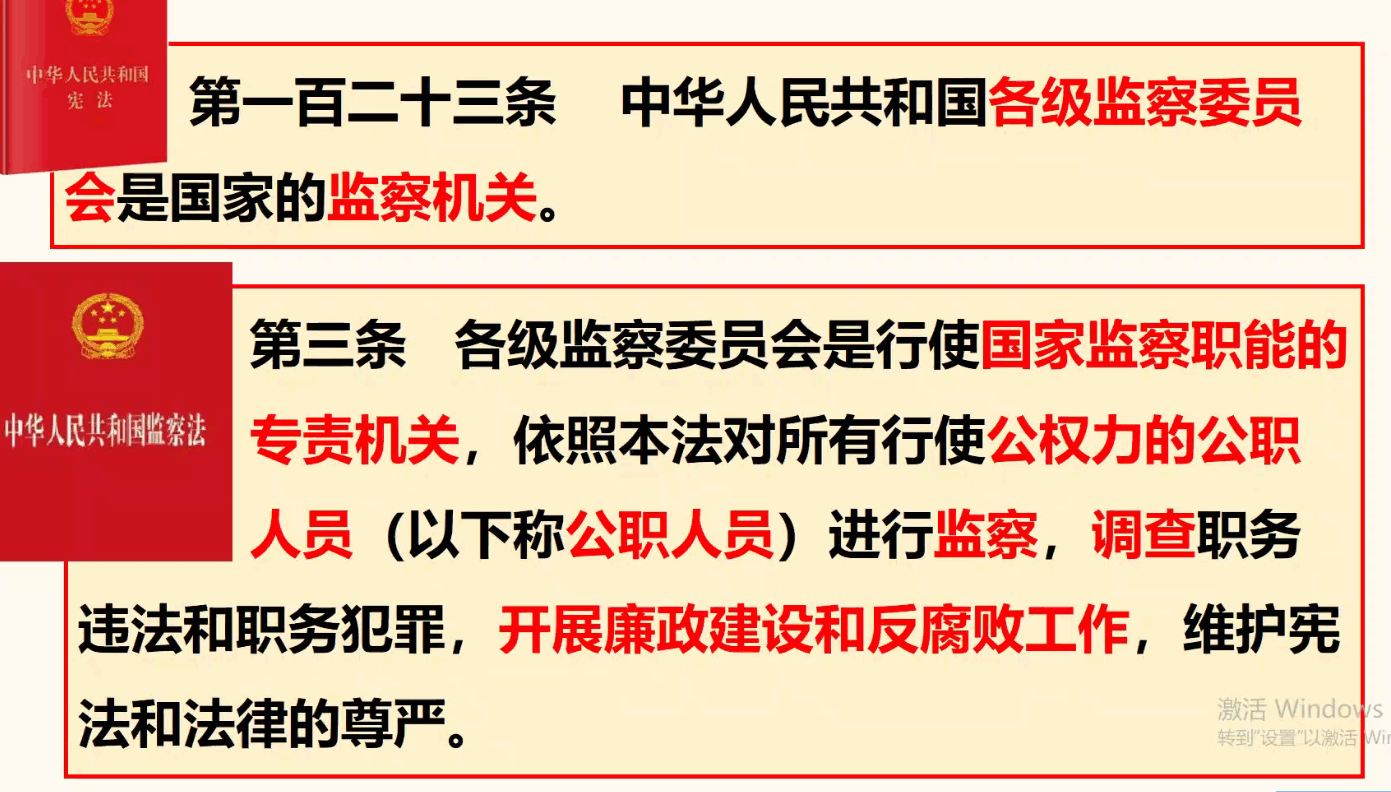 中华人民共和国
宪 法
第一百二十三条 中华人民共和国各级监察委员
会是国家的监察机关。
中华人民共和国监察法
第三条 各级监察委员会是行使国家监察职能的
专责机关，依照本法对所有行使公权力的公职
人员（以下称公职人员）进行监察，调查职务
违法和职务犯罪，开展廉政建设和反腐败工作，维护宪
法和法律的尊严。
激活 Windows
转到“设置”以激活 Win